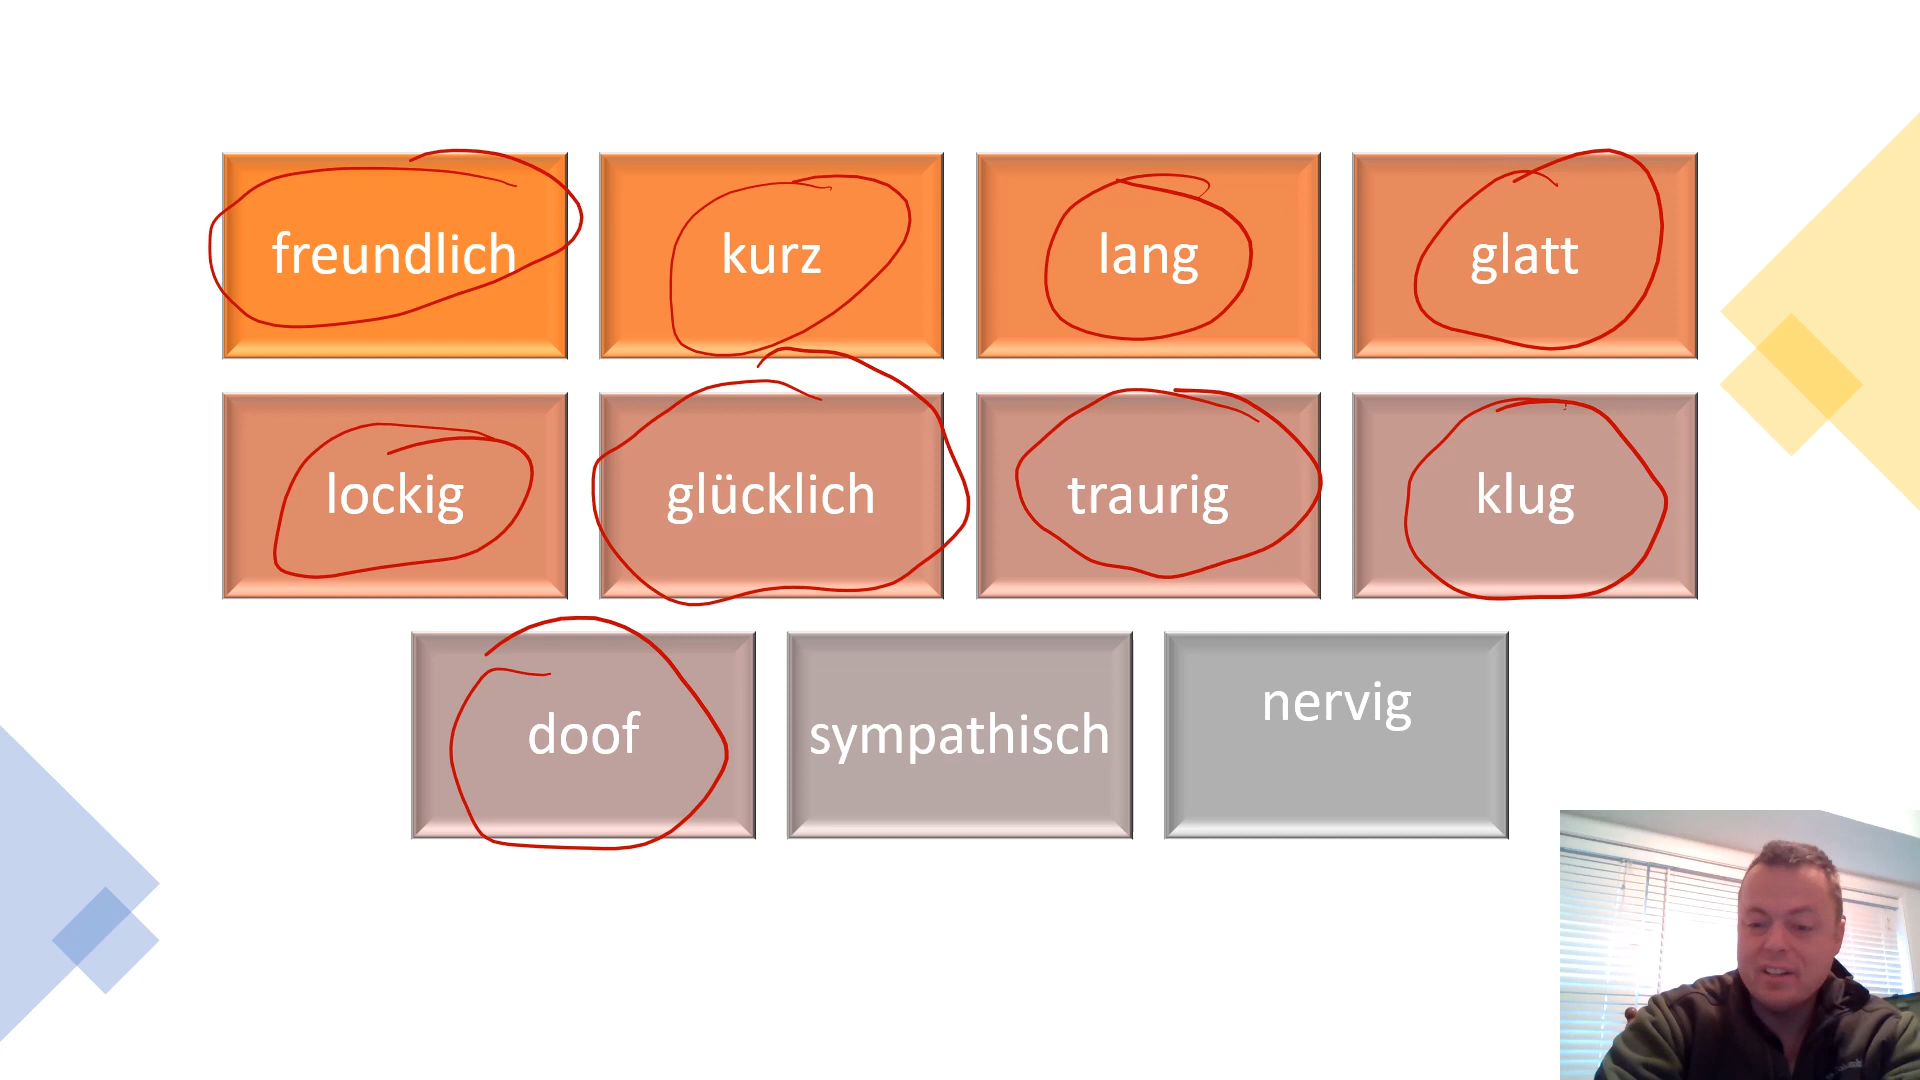 freundlich
kurz
lang
glatt
lockig
glücklich
traurig
klug
doof
sympathisch
nervig